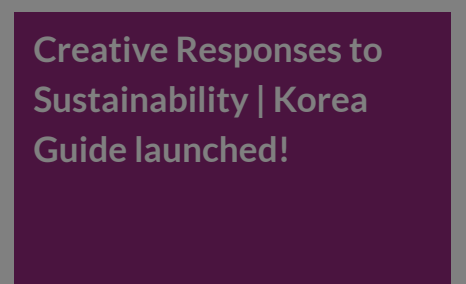 Creative Responses to
Sustainability | Korea
Guide launched!